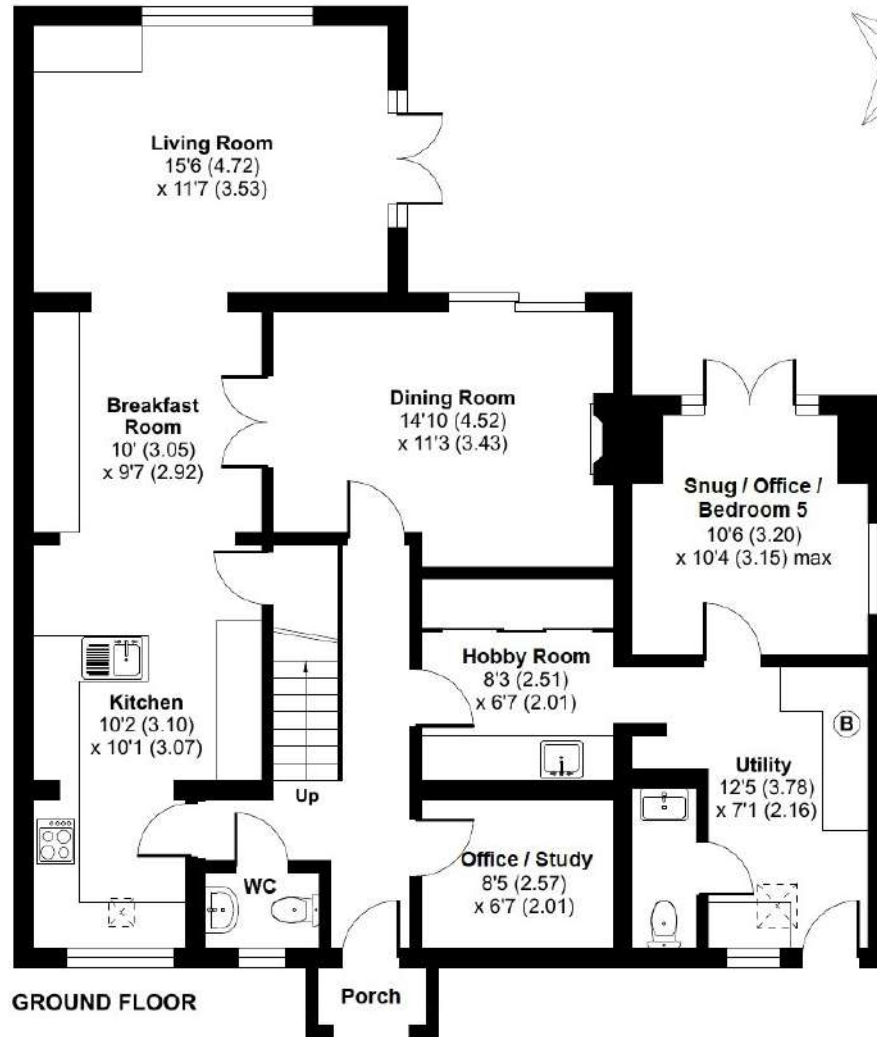 Living Room
15'6 (4.72)
x 11'7 (3.53)
Breakfast
Room
10' (3.05)
x 9'7 (2.92)
Dining Room
14'10 (4.52)
x 11'3 (3.43)
Snug / Office /
Bedroom 5
10'6 (3.20)
x 10'4 (3.15) max
Hobby Room
8'3 (2.51)
x 6'7 (2.01)
Kitchen
10'2 (3.10)
x 10'1 (3.07)
B
Utility
12'5 (3.78)
x 7'1 (2.16)
Up
Office / Study
8'5 (2.57)
x 6'7 (2.01)
WC
Porch
GROUND FLOOR